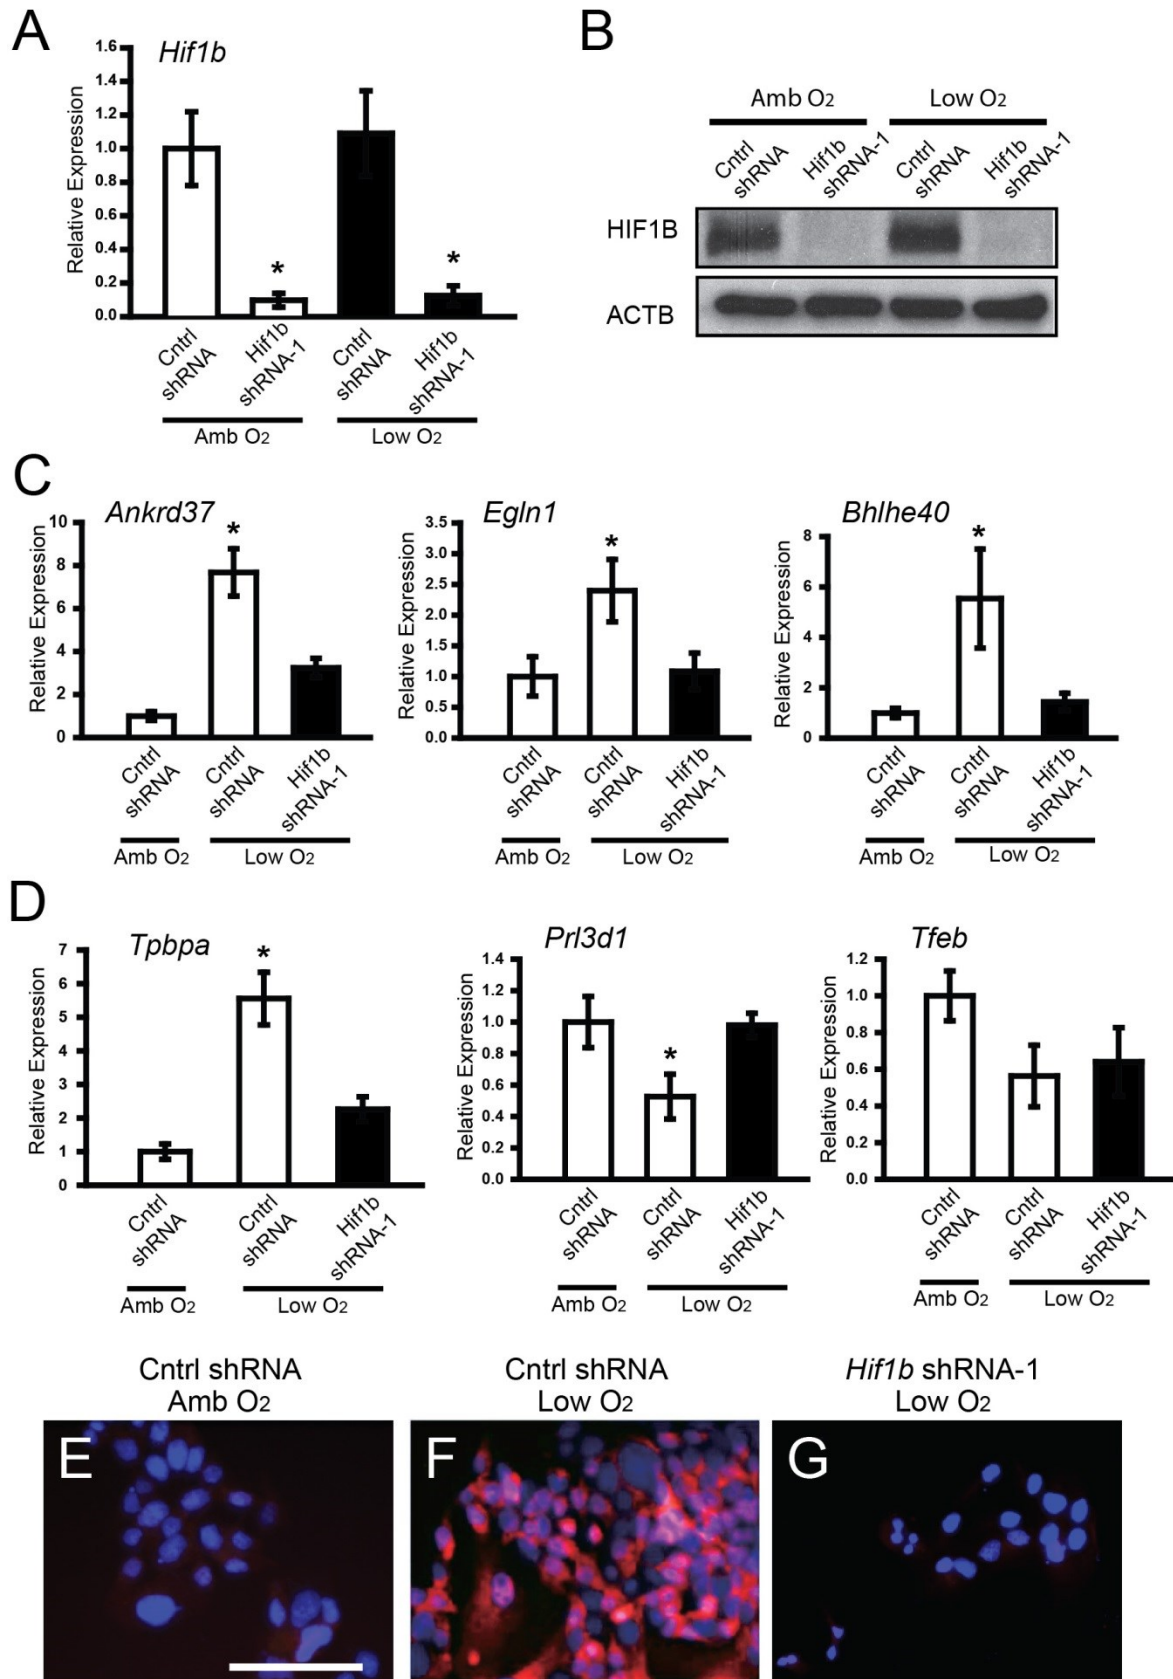 A
Hif1b
Relative Expression
1.6
1.4
1.2
1.0
0.8
0.6
0.4
0.2
0.0
*
*
Cntrl shRNA
Hif1b shRNA-1
Cntrl shRNA
Hif1b shRNA-1
Amb O2
Low O2
B
Amb O2
Low O2
Cntrl shRNA
Hif1b shRNA-1
Cntrl shRNA
Hif1b shRNA-1
HIF1B
ACTB
C
Ankrd37
Relative Expression
10
8
6
4
2
0
*
Cntrl shRNA
Cntrl shRNA
Hif1b shRNA-1
Amb O2
Low O2
Egln1
Relative Expression
3.5
3.0
2.5
2.0
1.5
1.0
0.5
0.0
*
Cntrl shRNA
Cntrl shRNA
Hif1b shRNA-1
Amb O2
Low O2
Bhlhe40
Relative Expression
8
6
4
2
0
*
Cntrl shRNA
Cntrl shRNA
Hif1b shRNA-1
Amb O2
Low O2
D
Tpbpa
Relative Expression
7
6
5
4
3
2
1
0
*
Cntrl shRNA
Cntrl shRNA
Hif1b shRNA-1
Amb O2
Low O2
Prl3d1
Relative Expression
1.2
1.0
0.8
0.6
0.4
0.2
0.0
*
Cntrl shRNA
Cntrl shRNA
Hif1b shRNA-1
Amb O2
Low O2
Tfeb
Relative Expression
1.2
1.0
0.8
0.6
0.4
0.2
0.0
Cntrl shRNA
Cntrl shRNA
Hif1b shRNA-1
Amb O2
Low O2
Cntrl shRNA
Amb O2
E
Cntrl shRNA
Low O2
F
Hif1b shRNA-1
Low O2
G